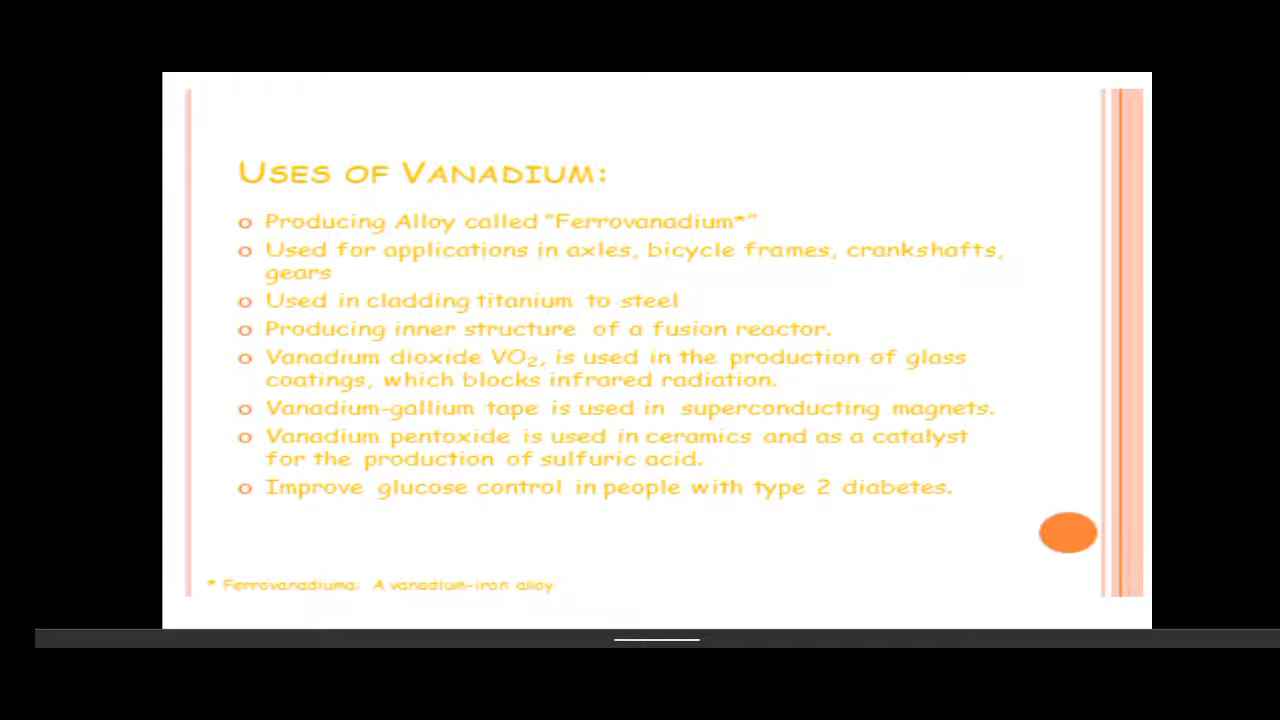 USES OF VANADIUM:
Producing Alloy called "Ferrovanadium*"
Used for applications in axles, bicycle frames, crankshafts,
gears
Used in cladding titanium to steel
Producing inner structure of a fusion reactor.
Vanadium dioxide VO₂, is used in the production of glass
coatings, which blocks infrared radiation.
Vanadium-gallium tape is used in superconducting magnets.
Vanadium pentoxide is used in ceramics and as a catalyst
for the production of sulfuric acid.
Improve glucose control in people with type 2 diabetes.
* Ferrovanadiuma: A vanadium-iron alloy